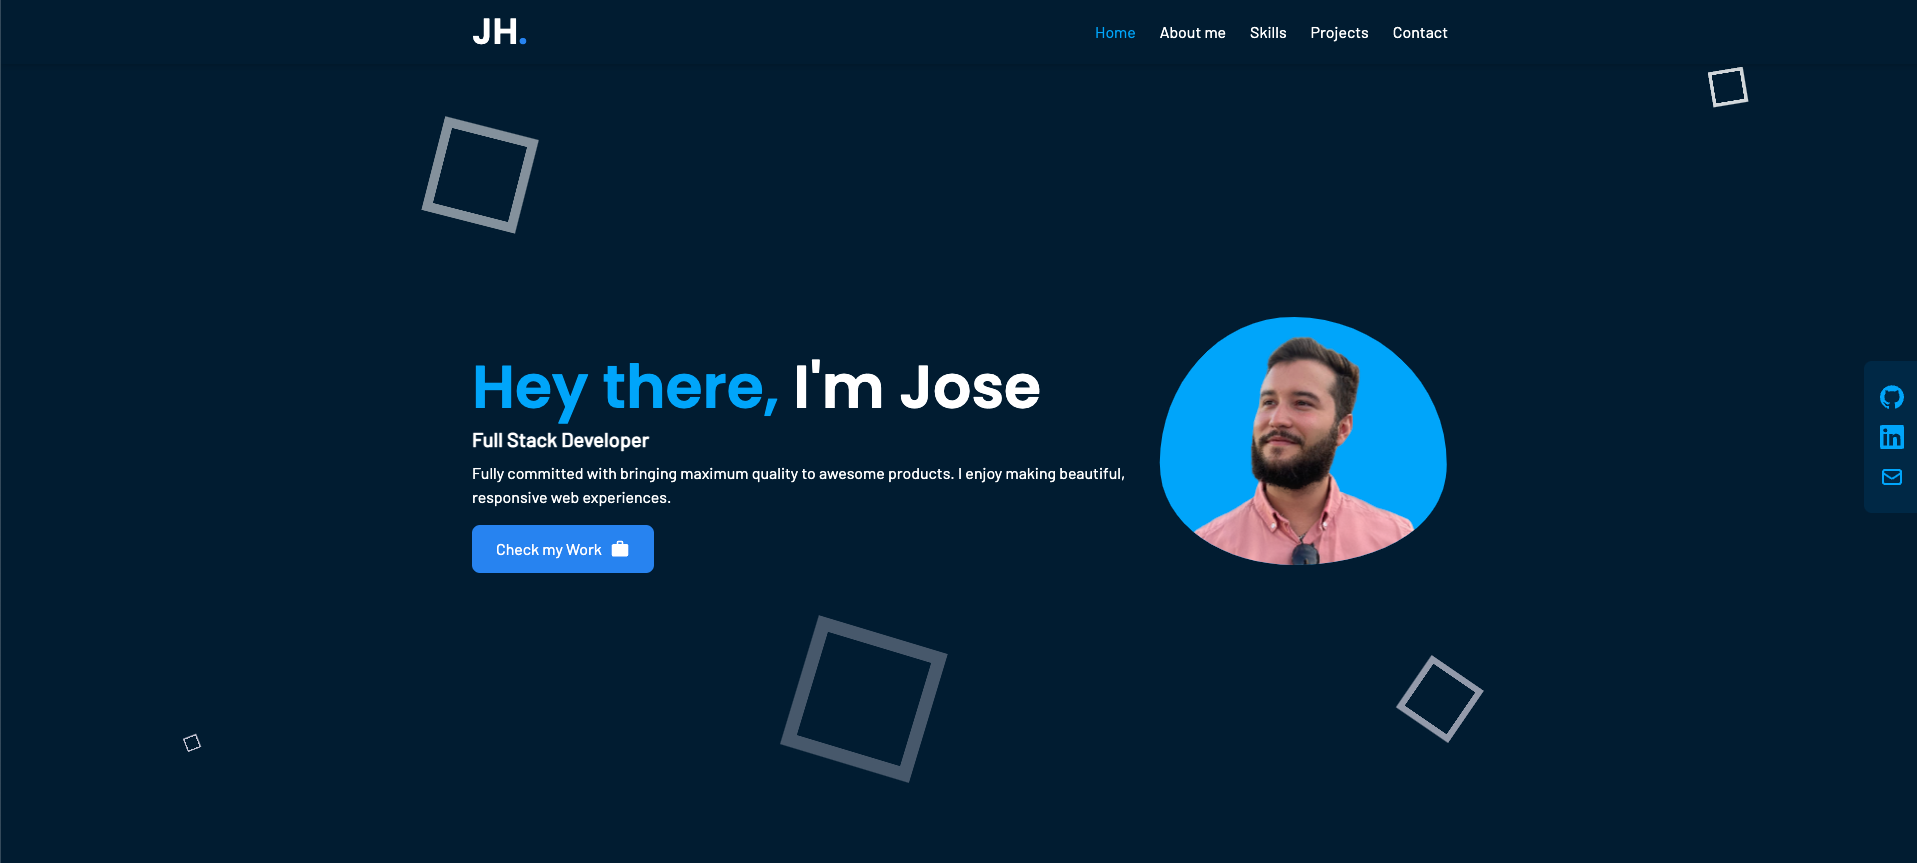 JH.
Home About me Skills Projects Contact
Hey there, I'm Jose
Full Stack Developer
Fully committed with bringing maximum quality to awesome products. I enjoy making beautiful,
responsive web experiences.
Check my Work
in